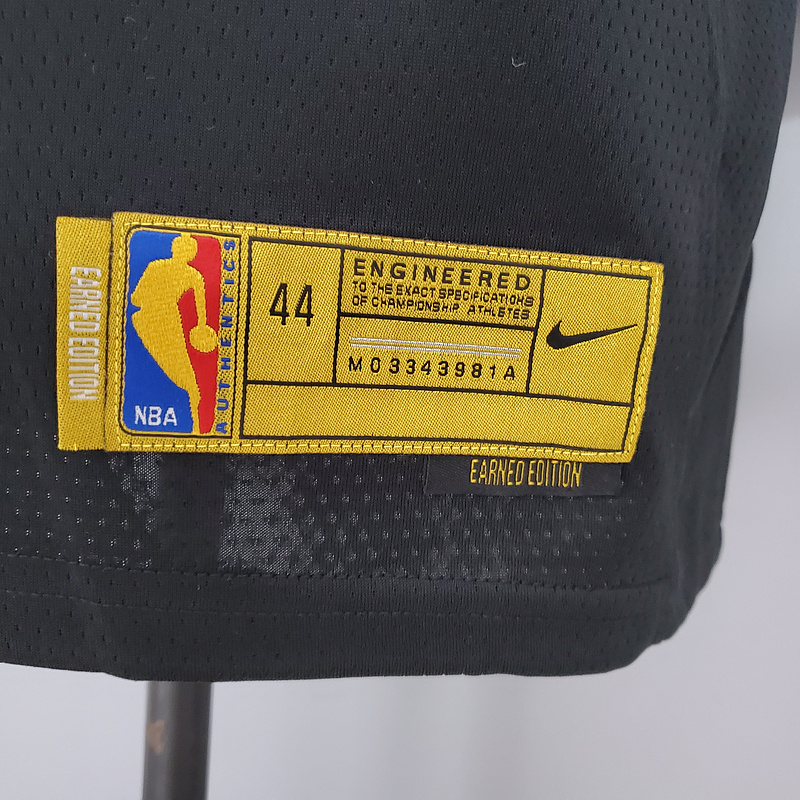 EARNED EDITION
NBA
AUTHENTICS
44
ENGINEERED
TO THE EXACT SPECIFICATIONS
OF CHAMPIONSHIP ATHLETES
M03343981A
EARNED EDITION